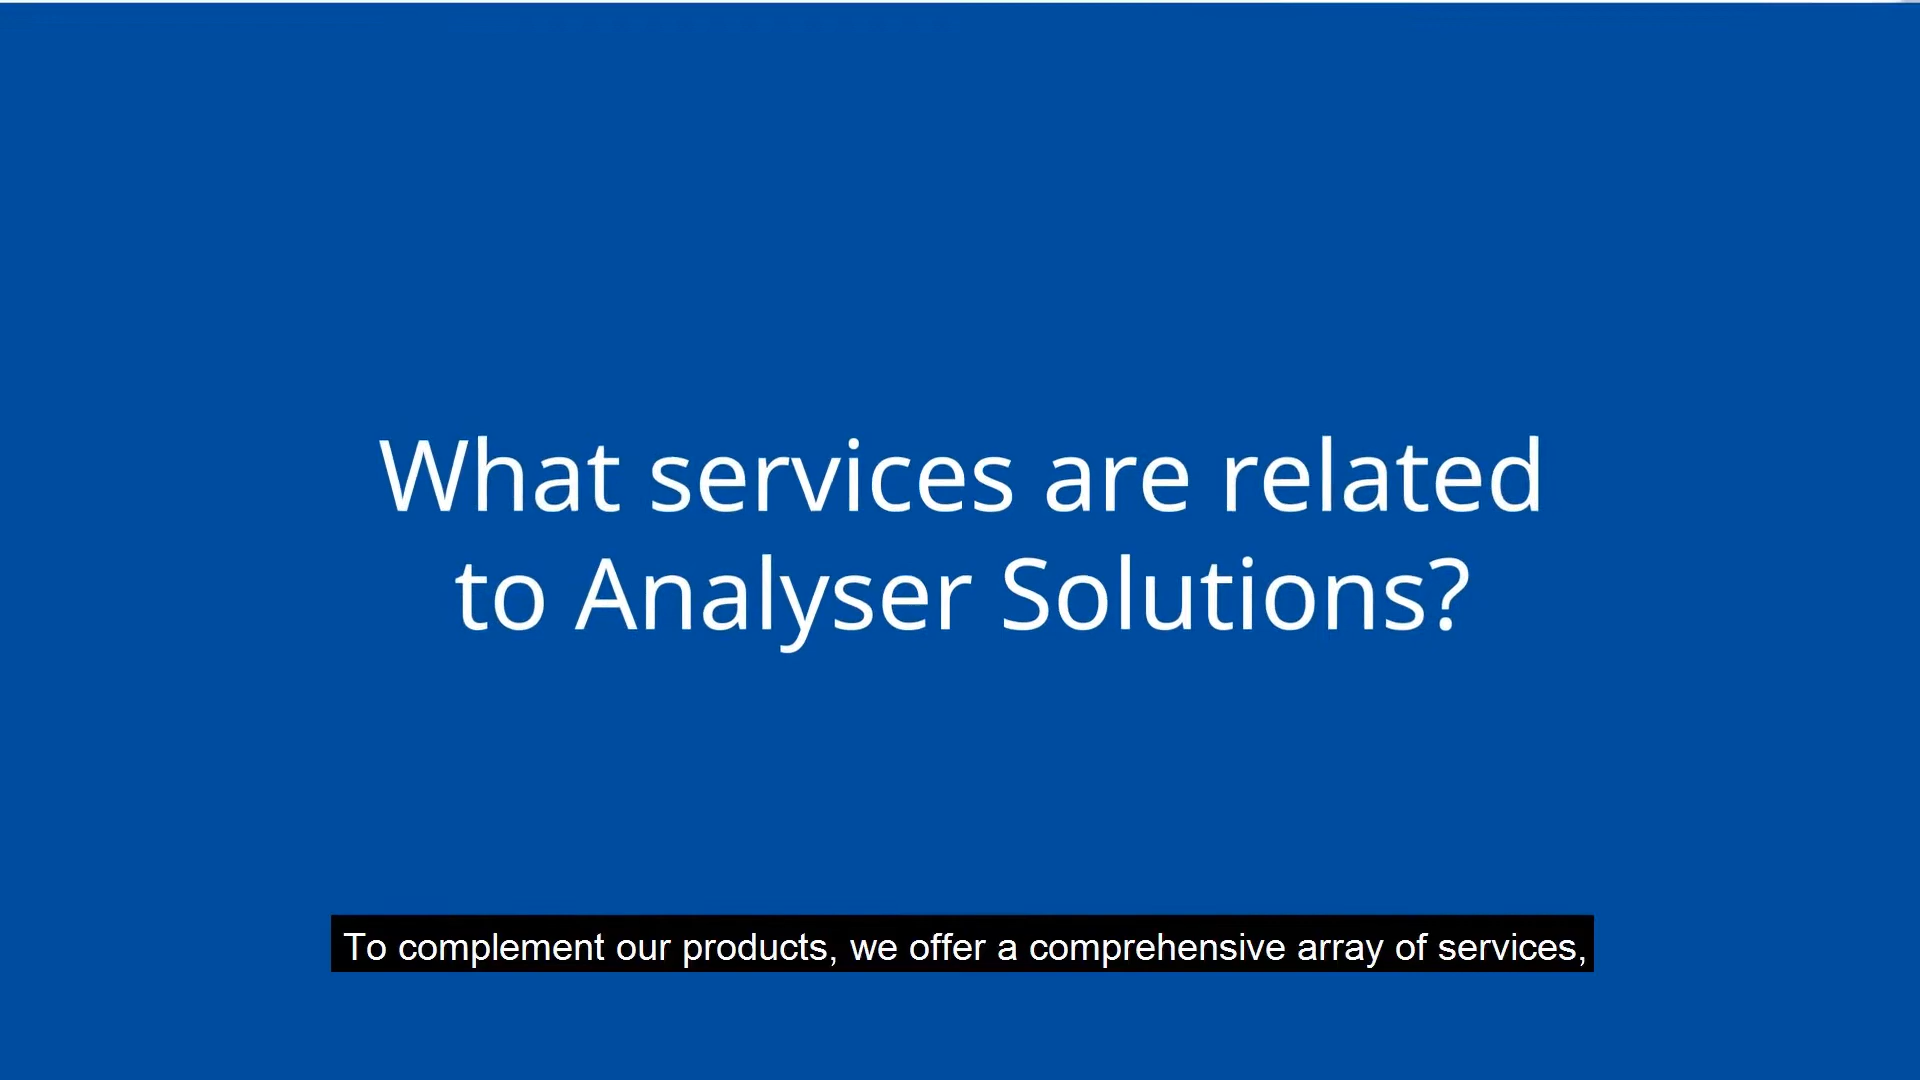 What services are related
to Analyser Solutions?
To complement our products, we offer a comprehensive array of services,